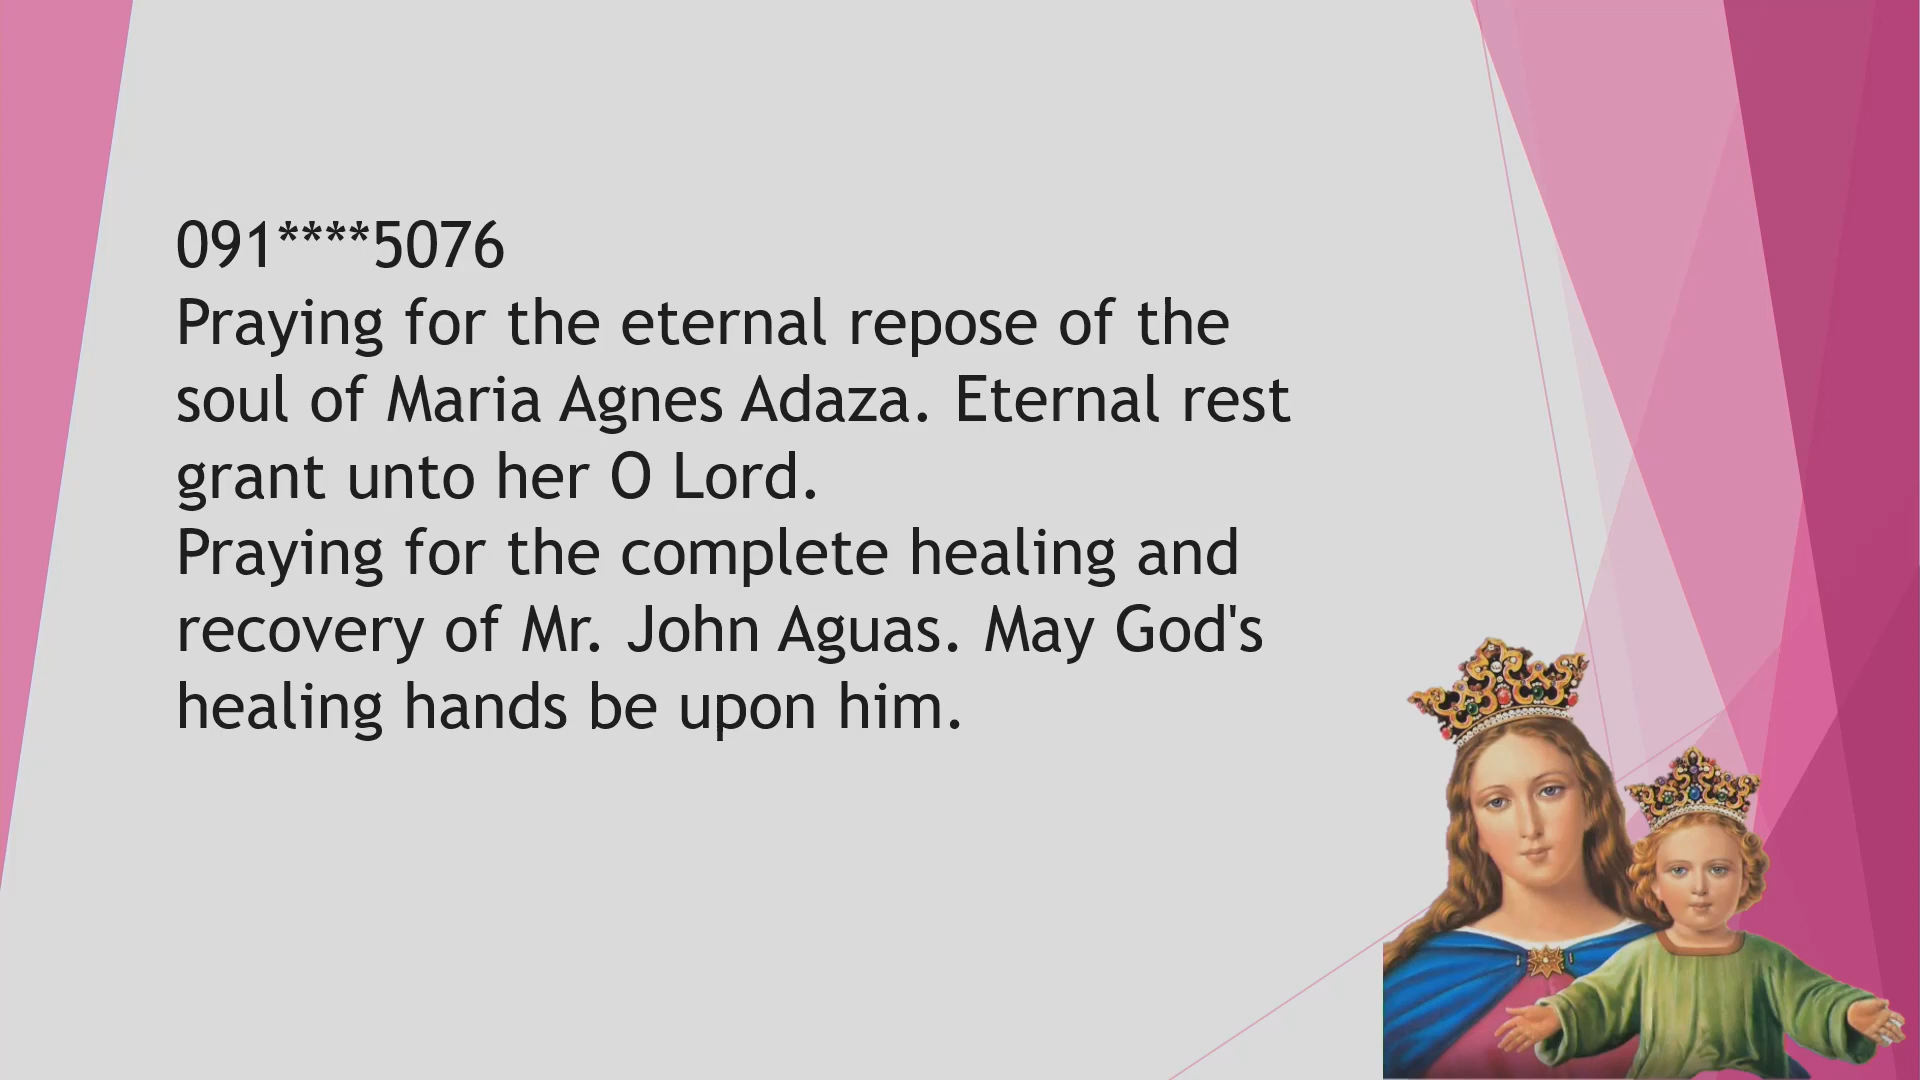 091****5076
Praying for the eternal repose of the
soul of Maria Agnes Adaza. Eternal rest
grant unto her O Lord.
Praying for the complete healing and
recovery of Mr. John Aguas. May God's
healing hands be upon him.